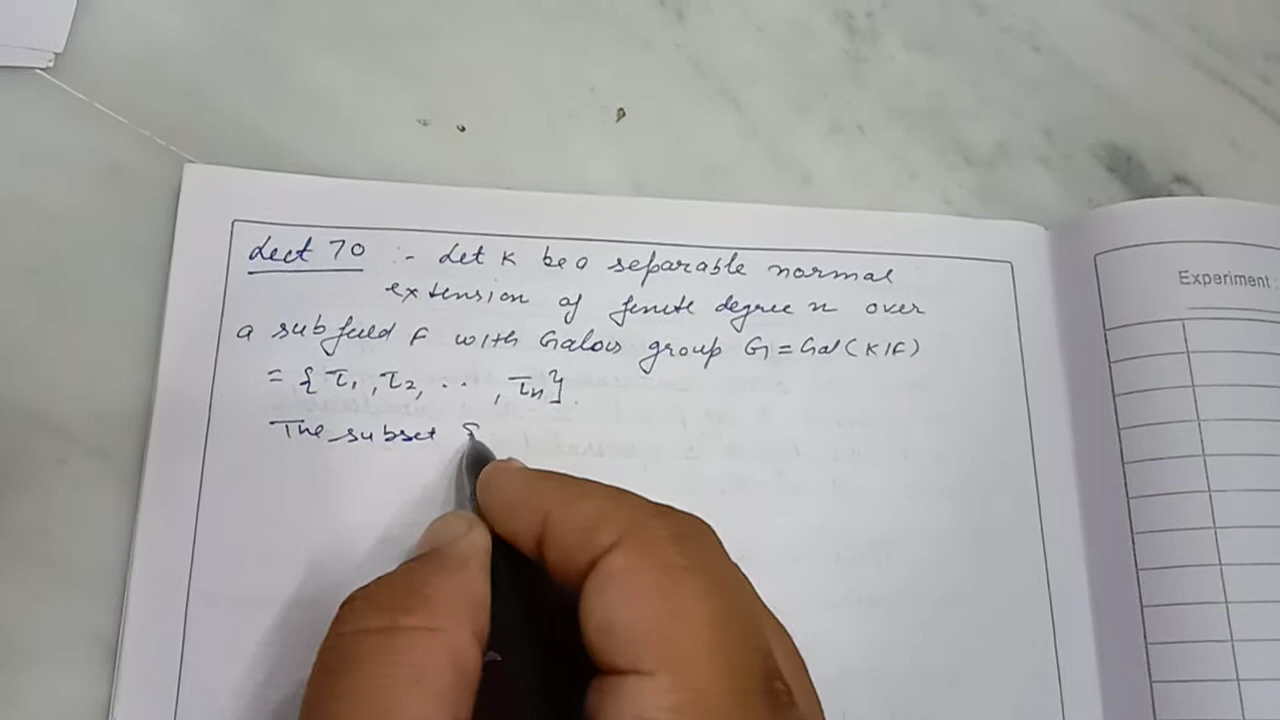 Lect 70 :- Let K be a separable normal
extension of finite degree n over
a subfield F with Galois group G = Gal(K/F)
= {τ₁, τ₂, .. , τₙ}.
The subset S
Experiment